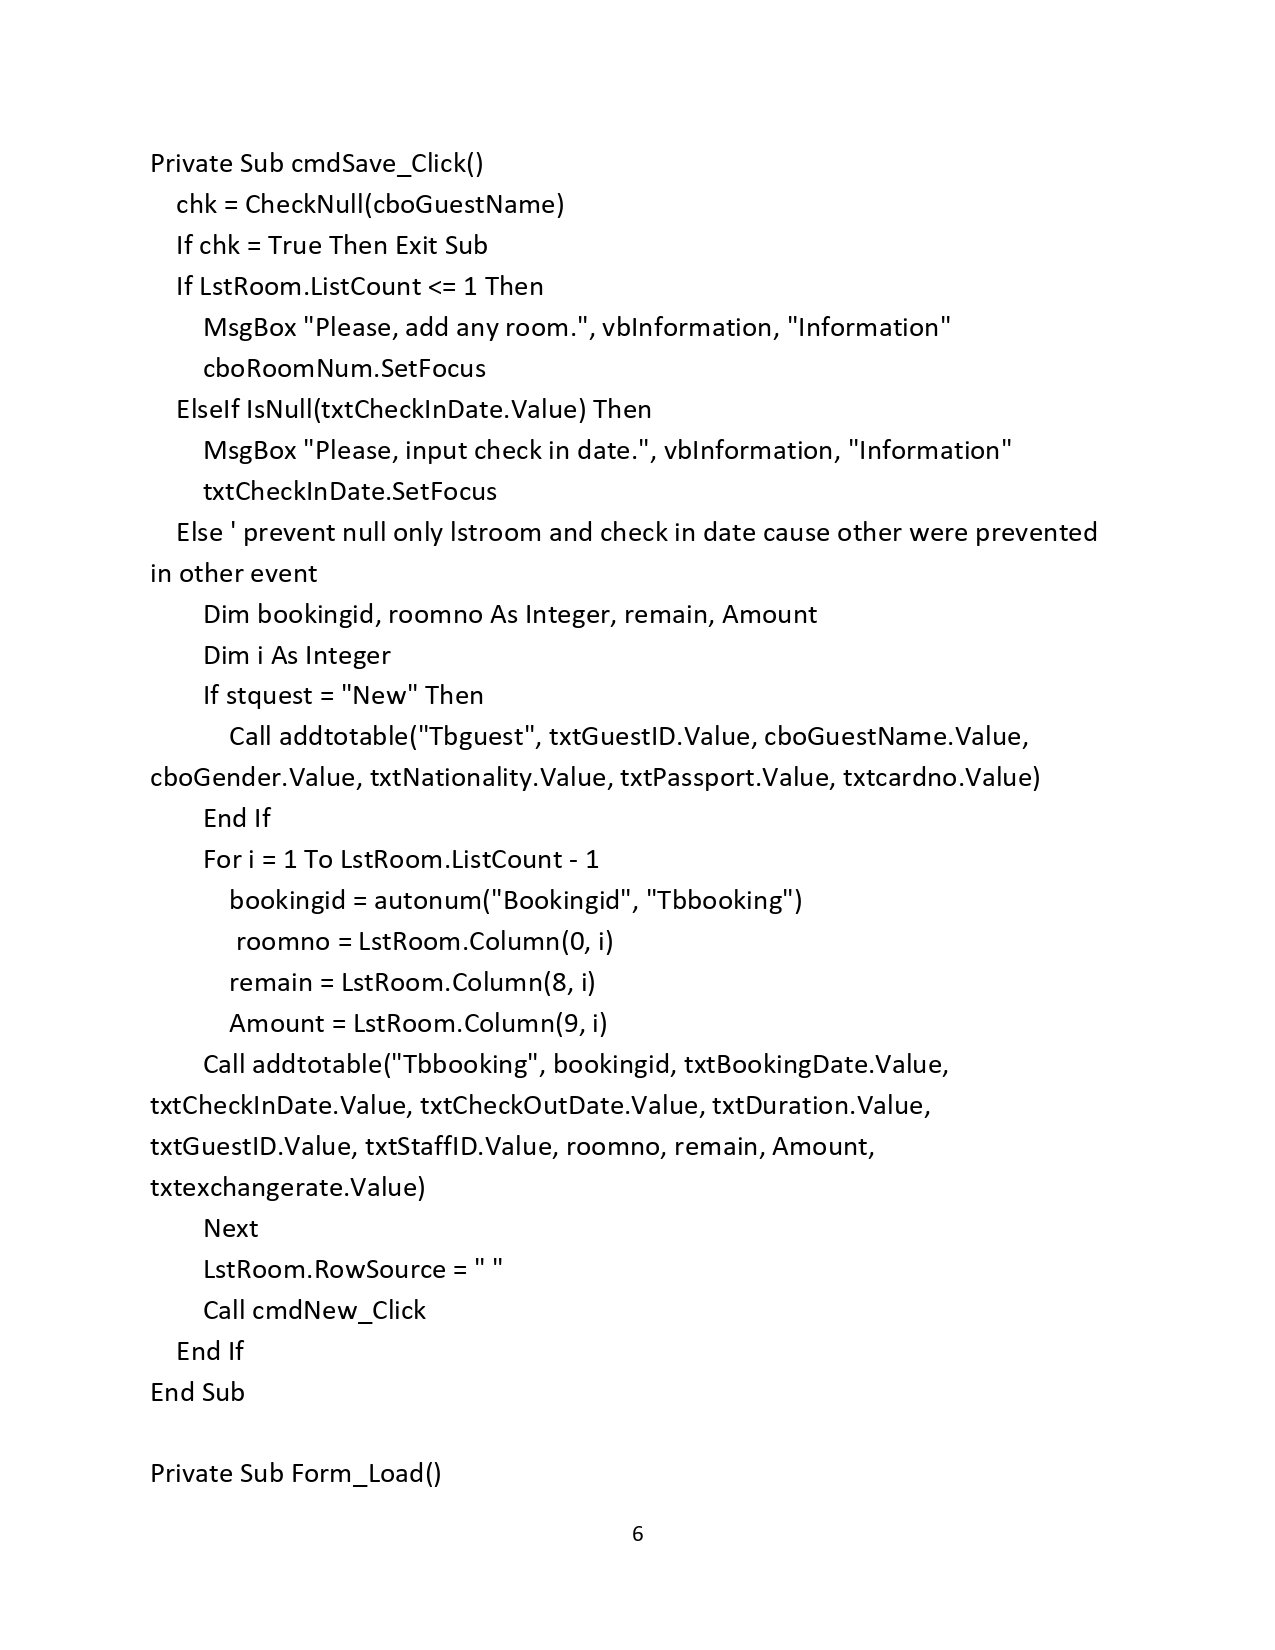 Private Sub cmdSave_Click()
chk = CheckNull(cboGuestName)
If chk = True Then Exit Sub
If LstRoom.ListCount <= 1 Then
MsgBox "Please, add any room.", vbInformation, "Information"
cboRoomNum.SetFocus
ElseIf IsNull(txtCheckInDate.Value) Then
MsgBox "Please, input check in date.", vbInformation, "Information"
txtCheckInDate.SetFocus
Else ' prevent null only lstroom and check in date cause other were prevented
in other event
Dim bookingid, roomno As Integer, remain, Amount
Dim i As Integer
If stquest = "New" Then
Call addtotable("Tbguest", txtGuestID.Value, cboGuestName.Value,
cboGender.Value, txtNationality.Value, txtPassport.Value, txtcardno.Value)
End If
For i = 1 To LstRoom.ListCount - 1
bookingid = autonum("Bookingid", "Tbbooking")
roomno = LstRoom.Column(0, i)
remain = LstRoom.Column(8, i)
Amount = LstRoom.Column(9, i)
Call addtotable("Tbbooking", bookingid, txtBookingDate.Value,
txtCheckInDate.Value, txtCheckOutDate.Value, txtDuration.Value,
txtGuestID.Value, txtStaffID.Value, roomno, remain, Amount,
txtexchangerate.Value)
Next
LstRoom.RowSource = " "
Call cmdNew_Click
End If
End Sub
Private Sub Form_Load()
6